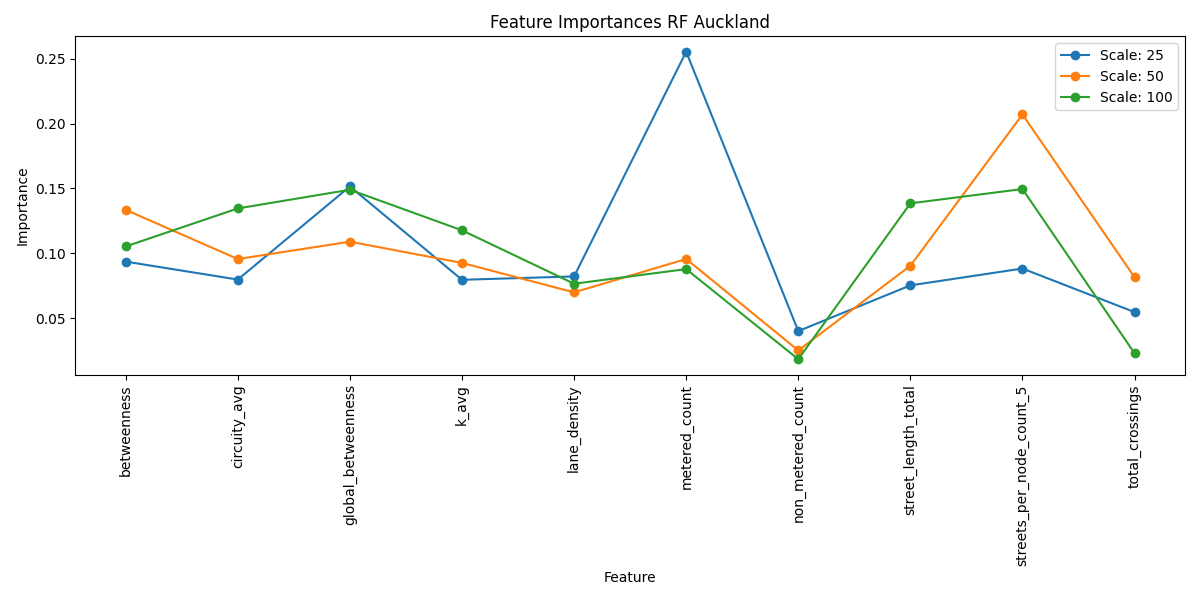 Feature Importances RF Auckland
Scale: 25
Scale: 50
Scale: 100
Importance
0.25
0.20
0.15
0.10
0.05
betweenness
circuity_avg
global_betweenness
k_avg
lane_density
metered_count
non_metered_count
street_length_total
streets_per_node_count_5
total_crossings
Feature